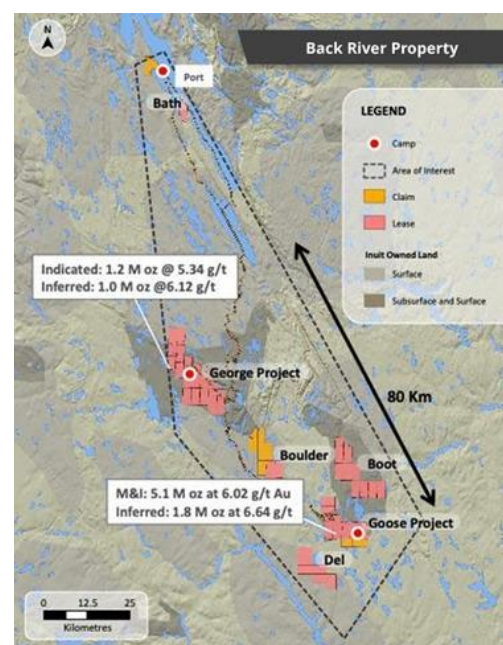 N
Back River Property
Port
Bath
LEGEND
Camp
Area of Interest
Claim
Lease
Inuit Owned Land
Surface
Subsurface and Surface
Indicated: 1.2 M oz @ 5.34 g/t
Inferred: 1.0 M oz @6.12 g/t
George Project
80 Km
Boulder
Boot
M&I: 5.1 M oz at 6.02 g/t Au
Inferred: 1.8 M oz at 6.64 g/t
Goose Project
Del
0 12.5 25
Kilometres